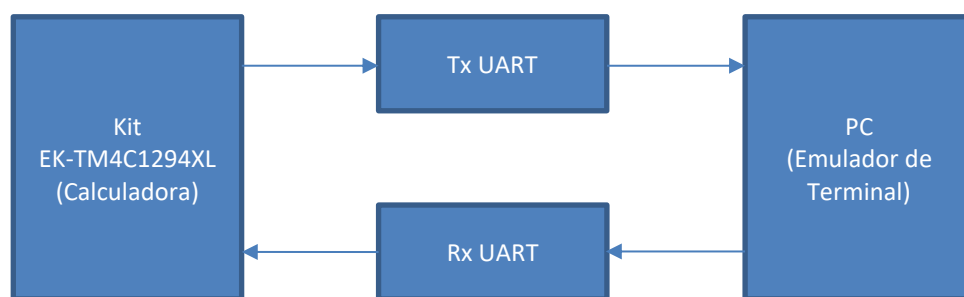 Kit
EK-TM4C1294XL
(Calculadora)
Tx UART
Rx UART
PC
(Emulador de
Terminal)